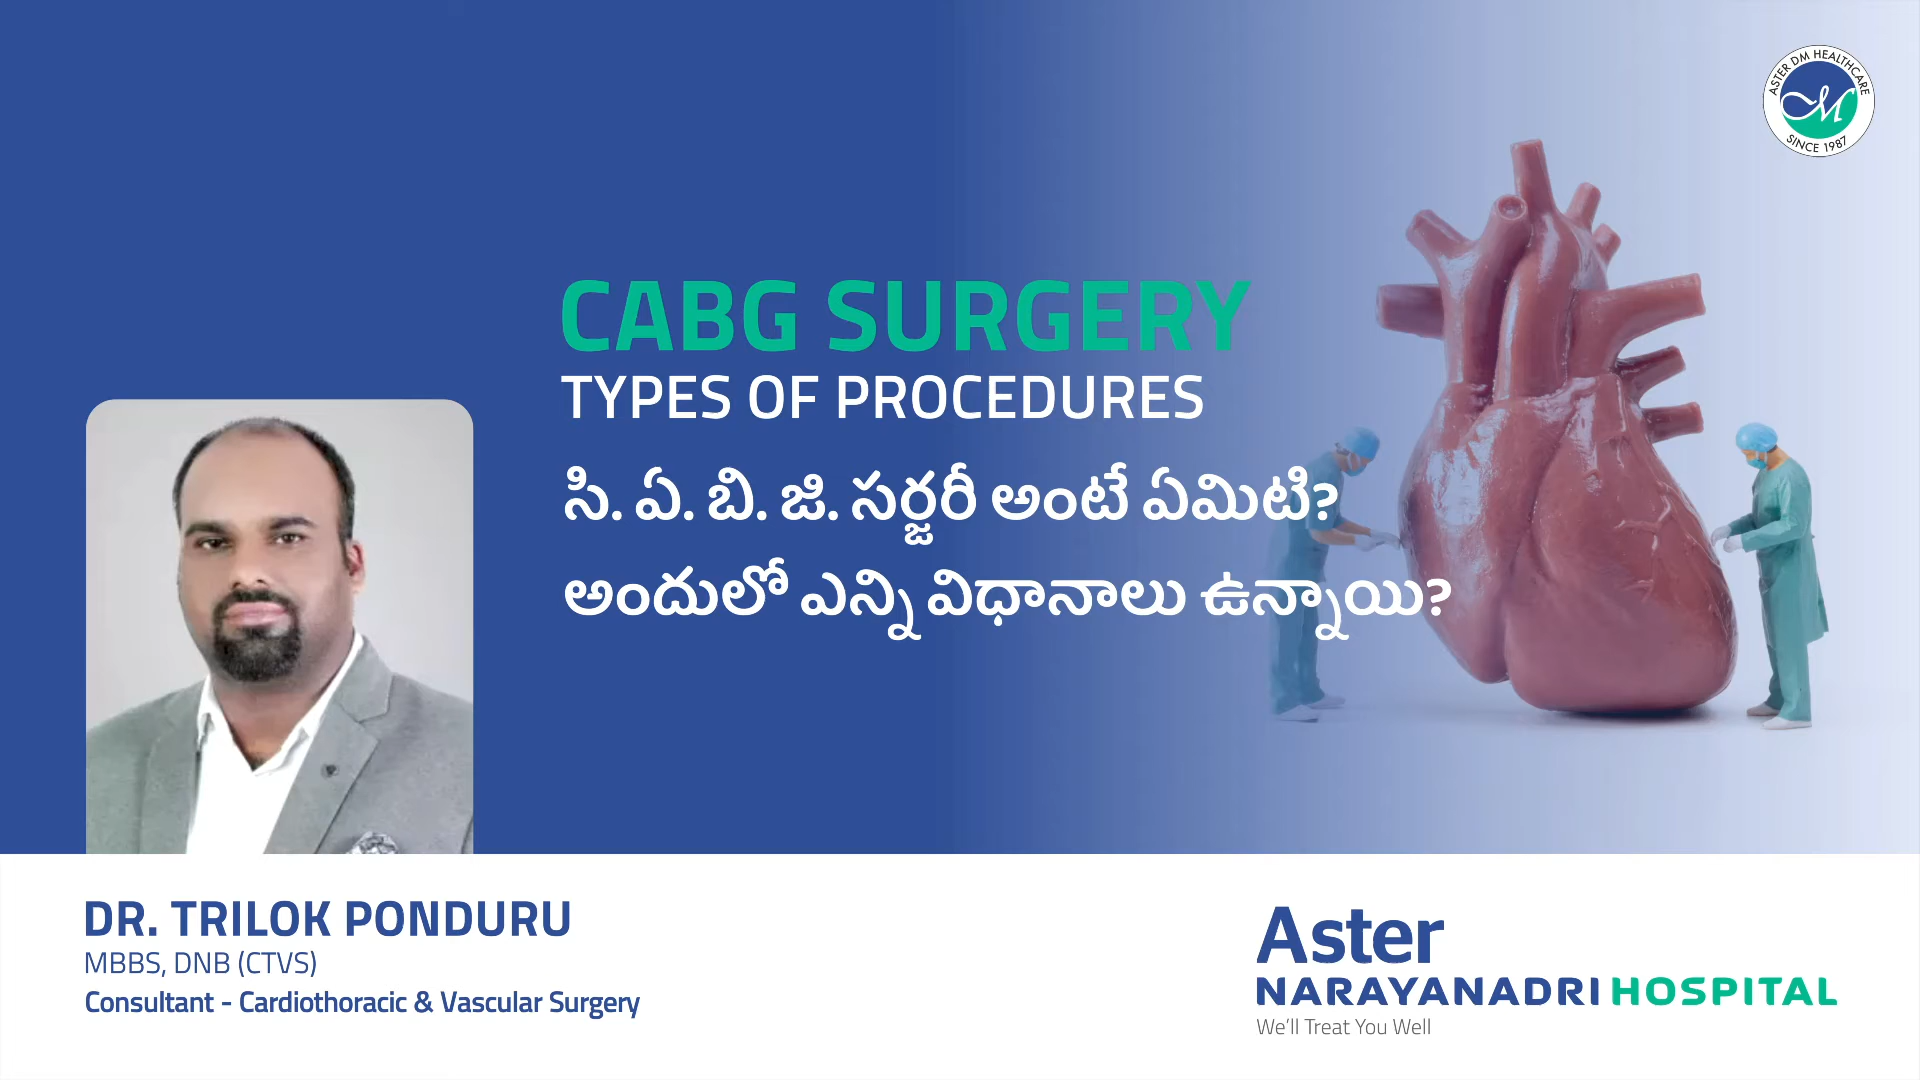 ASTER DM HEALTHCARE
SINCE 1987
CABG SURGERY
TYPES OF PROCEDURES
సి. ఏ. బి. జి. సర్జరీ అంటే ఏమిటి?
అందులో ఎన్ని విధానాలు ఉన్నాయి?
DR. TRILOK PONDURU
MBBS, DNB (CTVS)
Consultant - Cardiothoracic & Vascular Surgery
Aster
NARAYANADRI HOSPITAL
We'll Treat You Well